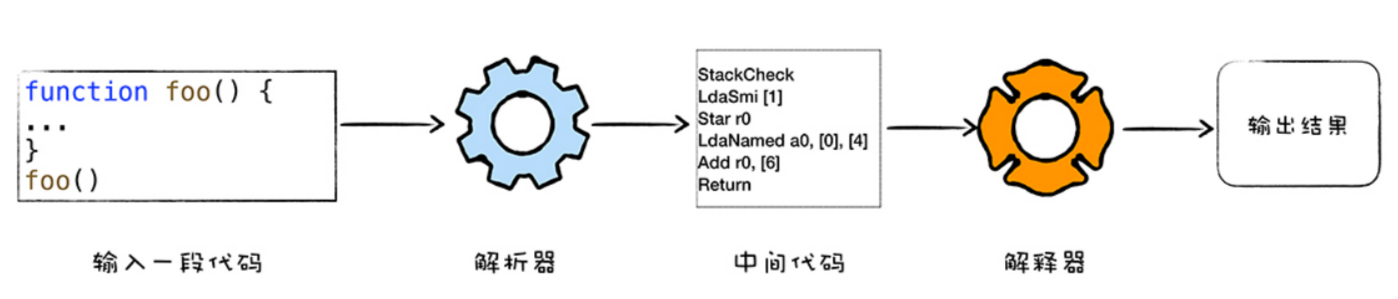 function foo() {
...
}
foo()
StackCheck
LdaSmi [1]
Star r0
LdaNamed a0, [0], [4]
Add r0, [6]
Return
输出结果
输入一段代码
解析器
中间代码
解释器